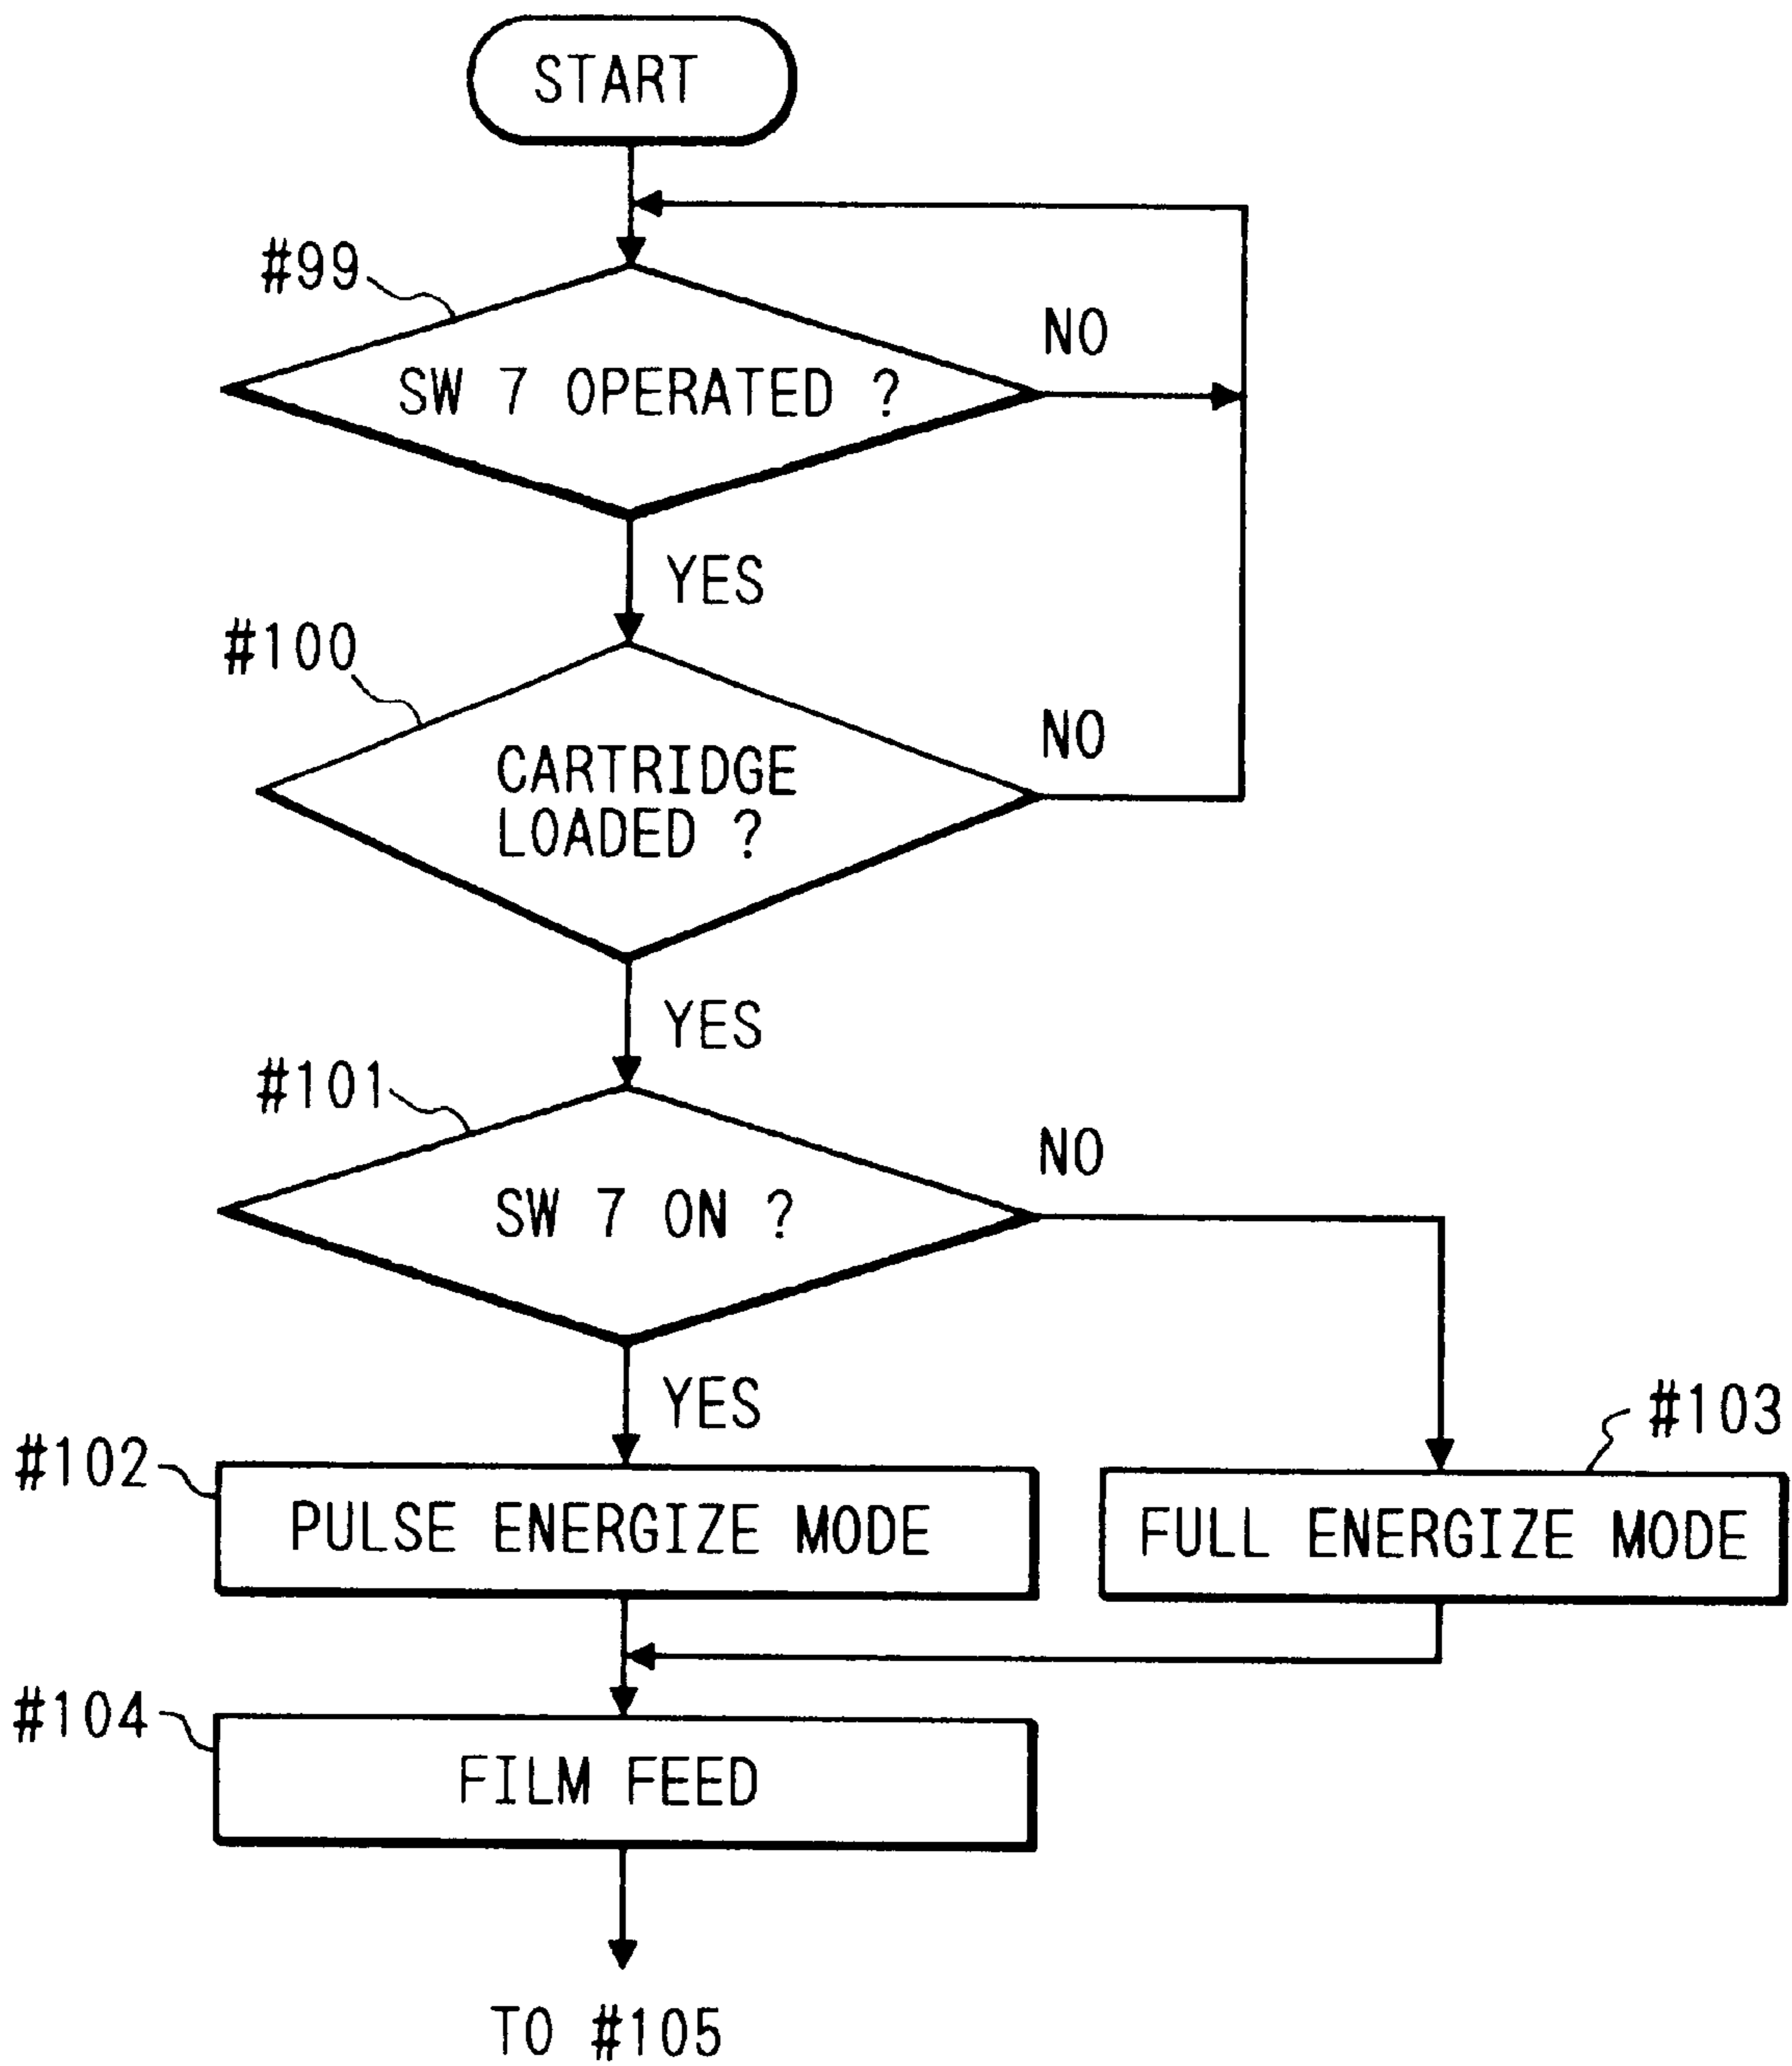 START
#99
NO
SW 7 OPERATED ?
YES
#100
NO
CARTRIDGE
LOADED ?
YES
#101
NO
SW 7 ON ?
YES
#103
#102
PULSE ENERGIZE MODE
FULL ENERGIZE MODE
#104
FILM FEED
TO #105